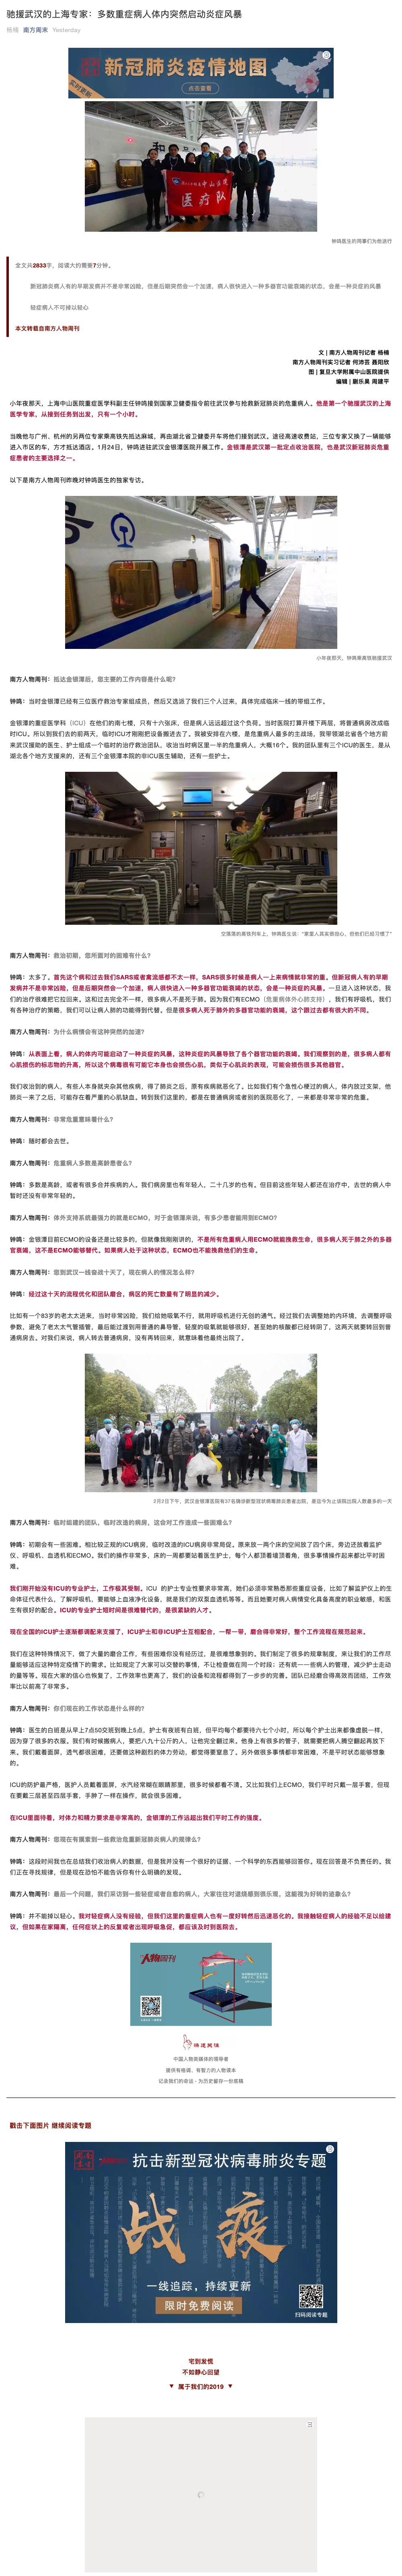 驰援武汉的上海专家：多数重症病人体内突然启动炎症风暴
杨楠 南方周末 Yesterday
新冠肺炎疫情地图
实时更新
点击查看
医疗队
钟鸣医生的同事们为他送行
全文共2833字，阅读大约需要7分钟。
新冠肺炎病人有的早期发病并不是非常凶险，但是后期突然会一个加速，病人很快进入一种多器官功能衰竭的状态，会是一种炎症的风暴
轻症病人不可掉以轻心
本文转载自南方人物周刊
文 | 南方人物周刊记者 杨楠
南方人物周刊实习记者 何沛芸 聂阳欣
图 | 复旦大学附属中山医院提供
编辑 | 副乐昊 周建平
小年夜那天，上海中山医院重症医学科副主任钟鸣接到国家卫健委指令前往武汉参与抢救新冠肺炎的危重病人。他是第一个驰援武汉的上海
医学专家，从接到任务到出发，只有一个小时。
当晚他与广州、杭州的另两位专家乘高铁先抵达麻城，再由湖北省卫健委开车将他们接到武汉。途径高速收费站，三位专家又换了一辆能够
进入市区的车，方才抵达酒店。1月24日，钟鸣进驻武汉金银潭医院开展工作。金银潭是武汉第一批定点收治医院，也是武汉新冠肺炎危重
症患者的主要选择之一。
以下是南方人物周刊昨晚对钟鸣医生的独家专访。
小年夜那天，钟鸣乘高铁驰援武汉
南方人物周刊：抵达金银潭后，您主要的工作内容是什么呢？
钟鸣：当时金银潭已经有三位医疗救治专家组成员，然后又选派了我们三个人过来，具体完成临床一线的带组工作。
金银潭的重症医学科（ICU）在他们的南七楼，只有十六张床，但是病人远远超过这个负荷。当时医院打算开楼下两层，将普通病房改成临
时ICU。所以到我们去的前两天，临时ICU才刚刚把设备搬进去了。我被安排在六楼，是危重病人最多的主战场，我带领湖北省各个地方前
来武汉援助的医生，护士组成一个临时的治疗救治团队，收治当时病区里一半的危重病人，大概16个。我的团队里有三个ICU的医生，是从
湖北各个地方支援来的，还有三个金银潭本院的非ICU医生辅助，还有一些护士。
空荡荡的高铁列车上，钟鸣医生说：“家里人其实很担心，但他们已经习惯了”
南方人物周刊：救治初期，您所面对的困难有什么？
钟鸣：太多了。首先这个病和过去我们SARS或者禽流感都不太一样，SARS很多时候是病人一上来病情就非常的重。但新冠病人有的早期
发病并不是非常凶险，但是后期突然会一个加速，病人很快进入一种多器官功能衰竭的状态，会是一种炎症的风暴。一旦进入这种状态，我
们的治疗很难把它拉回来。这和过去完全不一样，很多病人不是死于肺。因为我们有ECMO（危重病体外心肺支持），我们有呼吸机，我们
有各种治疗的策略，我们可以让病人肺的功能得到代替。但是很多病人死于肺外的多器官功能的衰竭，这个跟过去都有很大的不同。
南方人物周刊：为什么病情会有这种突然的加速？
钟鸣：从表面上看，病人的体内可能启动了一种炎症的风暴，这种炎症的风暴导致了各个器官功能的衰竭。我们观察到的是，很多病人都有
心肌损伤的标志物的升高，所以这个病毒很有可能它本身也会损伤心肌，类似于心肌炎的表现，可能会损伤很多其他器官。
我们收治到的病人，有些人本身就夹杂其他疾病，得了肺炎之后，原有疾病就恶化了。比如我们有个急性心梗过的病人，体内放过支架，他
肺炎一来了之后，可能存在着严重的心肌缺血。转到我们这里的，都是在普通病房或者别的医院恶化了，一来都是非常非常的危重。
南方人物周刊：非常危重意味着什么？
钟鸣：随时都会去世。
南方人物周刊：危重病人多数是高龄患者么？
钟鸣：多数是高龄，或者有很多合并疾病的人。我们病房里也有年轻人，二十几岁的也有。但目前这些年轻人都还在治疗中，去世的病人中
暂时还没有非常年轻的。
南方人物周刊：体外支持系统最强力的就是ECMO，对于金银潭来说，有多少患者能用到ECMO？
钟鸣：金银潭目前ECMO的设备还是比较多的，但就像我刚刚讲的，不是所有危重病人用ECMO就能挽救生命，很多病人死于肺之外的多器
官衰竭，这不是ECMO能够替代。如果病人处于这种状态，ECMO也不能挽救他们的生命。
南方人物周刊：您到武汉一线奋战十天了，现在病人的情况怎么样？
钟鸣：经过这十天的流程优化和团队磨合，病区的死亡数量有了明显的减少。
比如有一个83岁的老太太进来，当时非常凶险，我们给她吸氧不行，就用呼吸机进行无创的通气。经过我们去调整她的内环境，去调整呼吸
参数，避免了老太太气管插管，最后能过渡到用普通的鼻导管，轻度的吸氧就能够很好，甚至她的核酸都已经转阴了，这两天就要转回到普
通病房去。对我们来说，病人转去普通病房，没有再转回来，就意味着他最终出院了。
2月2日下午，武汉金银潭医院有37名确诊新型冠状病毒肺炎患者出院，是迄今为止该院出院人数最多的一天
南方人物周刊：临时组建的团队，临时改造的病房，这会对工作造成一些困难么？
钟鸣：初期会有一些困难。相比较正规的ICU病房，临时改造的ICU病房非常局促。原来放一两个床的空间放了四个床，旁边还放着监护
仪、呼吸机、血透机和ECMO。我们的操作非常多，床的一周都要站着医生护士，每个人都顶着墙顶着角，很多事情操作起来都比平时困
难。
我们刚开始没有ICU的专业护士，工作极其受制。ICU 的护士专业性要求非常高，她们必须非常熟悉那些重症设备，比如了解监护仪上的生
命体征代表什么，了解呼吸机，要能够上血液净化设备，就是我们的双泵血透机等等。而且她要对病人病情变化具备高度的职业敏感，和医
生有很好的配合。ICU的专业护士短时间是很难替代的，是很紧缺的人才。
现在全国的ICU护士逐渐都调配来支援了，ICU护士和非ICU护士互相配合，一帮一带，磨合得非常好，整个工作流程在规范起来。
我们在这种特殊情况下，做了大量的磨合工作，有些困难你没有经历过，是很难想象到的。我们制定了很多的规章制度，来让我们的工作尽
量能够适应这种特定疫情下的需求。比如规定了大家可以交替的事情，不让检查做在同一个时段；还有统一一些病人的管理，减少护士走动
的量等等。现在大家的信心也恢复了，工作效率也更高了，我们的设备和流程都得到了一步步的完善。团队已经磨合得高效而团结，工作效
率比以前高了非常多。
南方人物周刊：你们现在的工作状态是什么样的？
钟鸣：医生的白班是从早上7点50交班到晚上5点，护士有夜班有白班，但平均每个都要待六七个小时，所以每个护士出来都像虚脱一样，
因为穿了很多的衣服。我们有时候搬病人，要把八九十公斤的人，让他完全翻过来。他身上有很多的管子，就需要把病人腾空翻起再放下
来。我们戴着面屏，透气都很困难，还要做这种剧烈的体力劳动，都觉得要窒息了。另外做很多事情都非常困难，不是平时状态能够想象
的。
ICU的防护最严格，医护人员戴着面屏，水汽经常糊在眼睛那里，很多时候都看不清。又比如我们上ECMO，我们平时只戴一层手套，但现
在要戴三层甚至四层手套，手肿了一样在操作，就会很多困难。
在ICU里面待着，对体力和精力要求是非常高的，金银潭的工作远超出我们平时工作的强度。
南方人物周刊：您现在有摸索到一些救治危重新冠肺炎病人的规律么？
钟鸣：这段时间我也在总结我们收治病人的数据，但是我并没有一个很好的证据、一个科学的东西能够回答你。现在回答是不负责任的。我
们正在寻找规律，但是现在恐怕不能告诉你有什么明确的发现。
南方人物周刊：最后一个问题，我们采访到一些轻症或者自愈的病人，大家往往对退烧感到很乐观，这能视为好转的迹象么？
钟鸣：并不能掉以轻心。我对轻症病人没有经验，但我们这里的重症病人也有一度好转然后迅速恶化的。我接触轻症病人的经验不足以给建
议，但如果在家隔离，任何症状上的反复或者出现呼吸急促，都应该及时到医院去。
人物周刊
中国人物类媒体的领导者
提供有格调、有智力的人物读本
记录我们的命运 · 为历史留存一份底稿
戳击下面图片 继续阅读专题
抗击新型冠状病毒肺炎专题
战疫
一线追踪，持续更新
限时免费阅读
扫码阅读专题
宅到发慌
不如静心回望
▼ 属于我们的2019 ▼